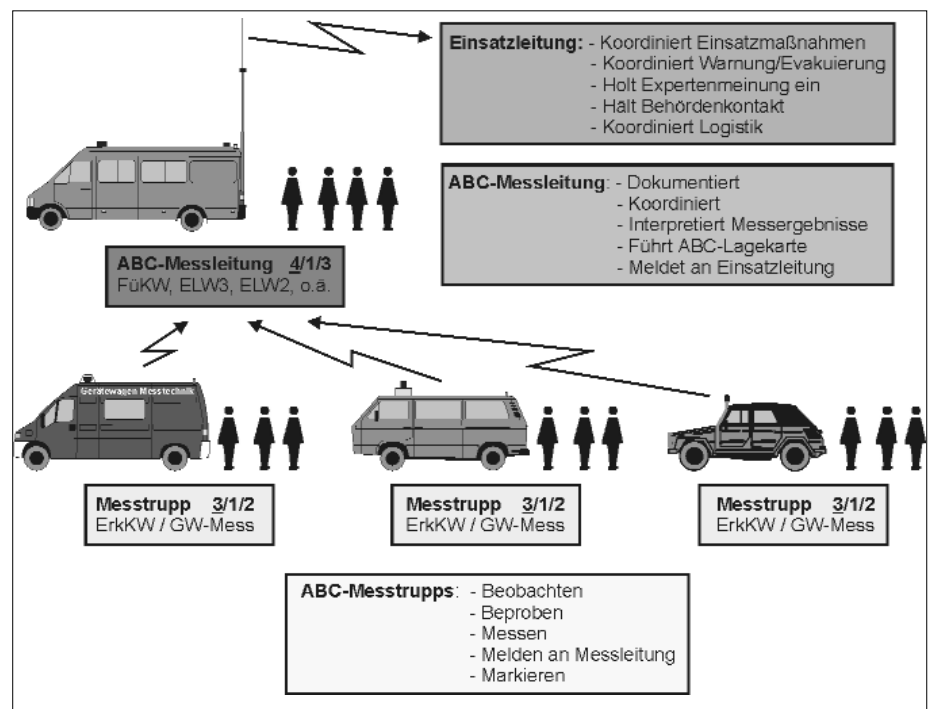 Einsatzleitung: - Koordiniert Einsatzmaßnahmen
- Koordiniert Warnung/Evakuierung
- Holt Expertenmeinung ein
- Hält Behördenkontakt
- Koordiniert Logistik
ABC-Messleitung: - Dokumentiert
- Koordiniert
- Interpretiert Messergebnisse
- Führt ABC-Lagekarte
- Meldet an Einsatzleitung
ABC-Messleitung 4/1/3
FüKW, ELW3, ELW2, o.ä.
Gerätewagen Messtechnik
Messtrupp 3/1/2
ErkKW / GW-Mess
Messtrupp 3/1/2
ErkKW / GW-Mess
Messtrupp 3/1/2
ErkKW / GW-Mess
ABC-Messtrupps: - Beobachten
- Beproben
- Messen
- Melden an Messleitung
- Markieren